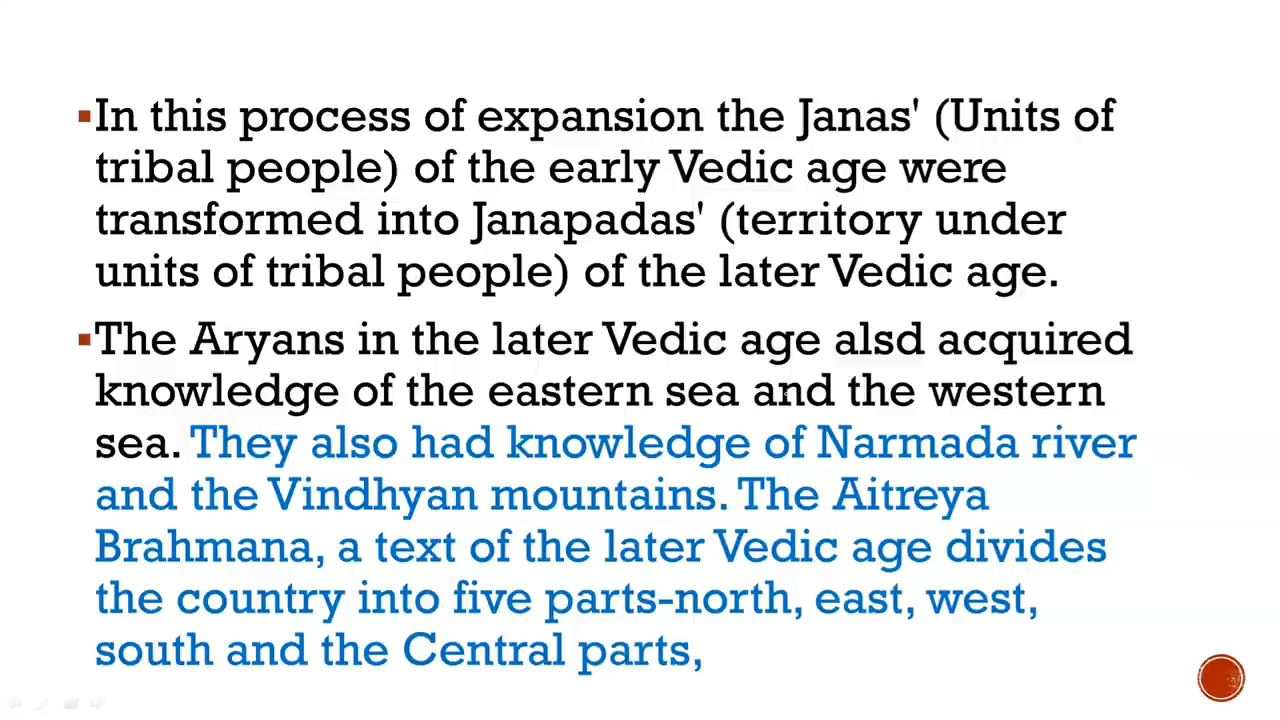 ▪In this process of expansion the Janas' (Units of
tribal people) of the early Vedic age were
transformed into Janapadas' (territory under
units of tribal people) of the later Vedic age.
▪The Aryans in the later Vedic age alsd acquired
knowledge of the eastern sea and the western
sea. They also had knowledge of Narmada river
and the Vindhyan mountains. The Aitreya
Brahmana, a text of the later Vedic age divides
the country into five parts-north, east, west,
south and the Central parts,